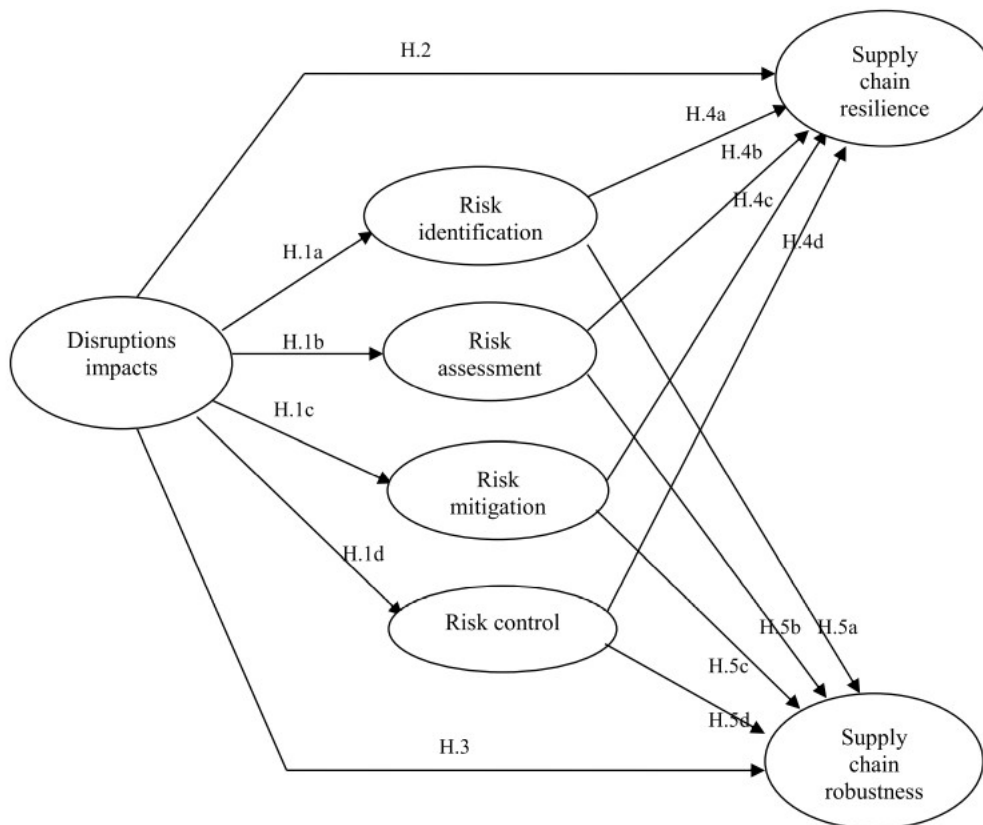 H.2
Supply
chain
resilience
H.4a
H.4b
Risk
identification
H.4c
H.4d
H.1a
Disruptions
impacts
H.1b
Risk
assessment
H.1c
Risk
mitigation
H.1d
Risk control
H.5b
H.5a
H.5c
H.5d
H.3
Supply
chain
robustness